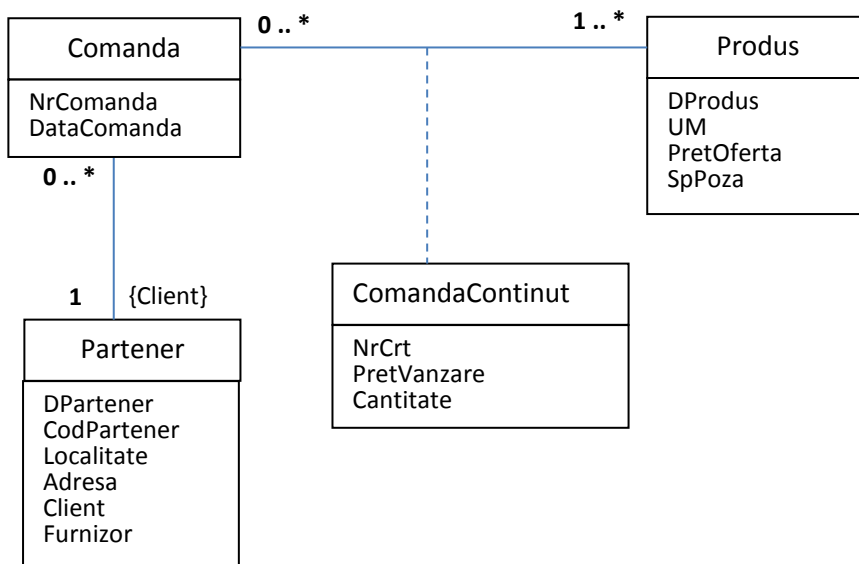 Comanda
NrComanda
DataComanda
0 .. *
1 .. *
Produs
DProdus
UM
PretOferta
SpPoza
0 .. *
1
{Client}
Partener
DPartener
CodPartener
Localitate
Adresa
Client
Furnizor
ComandaContinut
NrCrt
PretVanzare
Cantitate